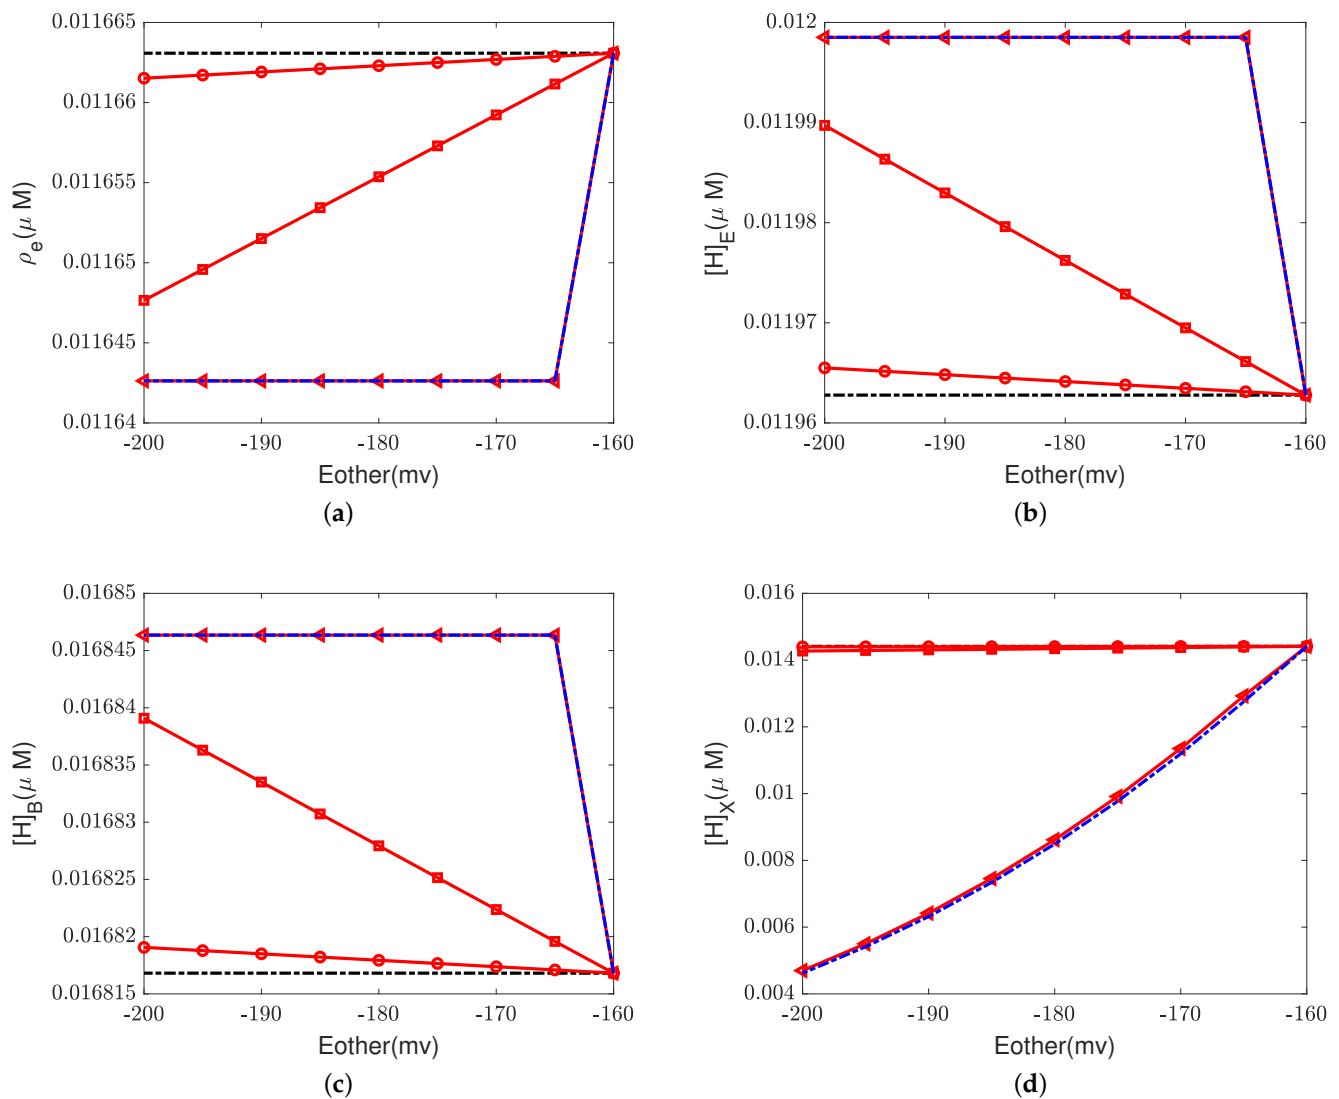 0.011665
0.01166
0.011655
0.01165
0.011645
0.01164
ρe(μ M)
-200 -190 -180 -170 -160
Eother(mv)
(a)
0.012
0.01199
0.01198
0.01197
0.01196
[H]E(μ M)
-200 -190 -180 -170 -160
Eother(mv)
(b)
0.01685
0.016845
0.01684
0.016835
0.01683
0.016825
0.01682
0.016815
[H]B(μ M)
-200 -190 -180 -170 -160
Eother(mv)
(c)
0.016
0.014
0.012
0.01
0.008
0.006
0.004
[H]X(μ M)
-200 -190 -180 -170 -160
Eother(mv)
(d)